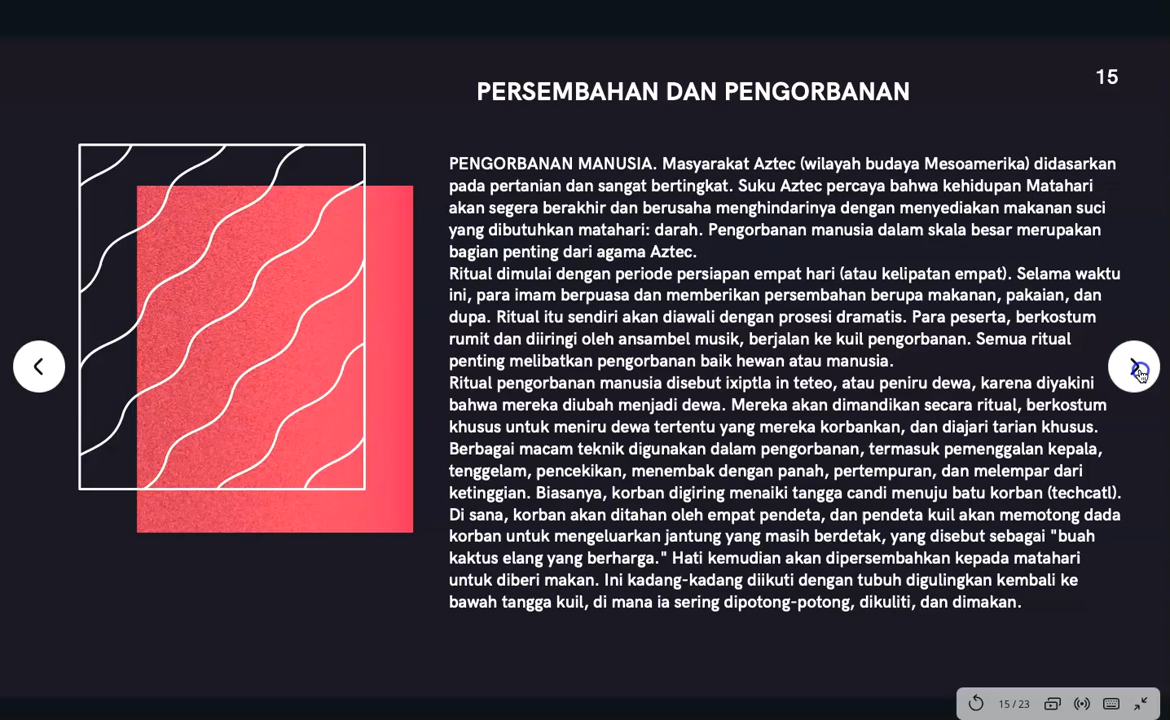 15
PERSEMBAHAN DAN PENGORBANAN
PENGORBANAN MANUSIA. Masyarakat Aztec (wilayah budaya Mesoamerika) didasarkan
pada pertanian dan sangat bertingkat. Suku Aztec percaya bahwa kehidupan Matahari
akan segera berakhir dan berusaha menghindarinya dengan menyediakan makanan suci
yang dibutuhkan matahari: darah. Pengorbanan manusia dalam skala besar merupakan
bagian penting dari agama Aztec.
Ritual dimulai dengan periode persiapan empat hari (atau kelipatan empat). Selama waktu
ini, para imam berpuasa dan memberikan persembahan berupa makanan, pakaian, dan
dupa. Ritual itu sendiri akan diawali dengan prosesi dramatis. Para peserta, berkostum
rumit dan diiringi oleh ansambel musik, berjalan ke kuil pengorbanan. Semua ritual
penting melibatkan pengorbanan baik hewan atau manusia.
Ritual pengorbanan manusia disebut ixiptla in teteo, atau peniru dewa, karena diyakini
bahwa mereka diubah menjadi dewa. Mereka akan dimandikan secara ritual, berkostum
khusus untuk meniru dewa tertentu yang mereka korbankan, dan diajari tarian khusus.
Berbagai macam teknik digunakan dalam pengorbanan, termasuk pemenggalan kepala,
tenggelam, pencekikan, menembak dengan panah, pertempuran, dan melempar dari
ketinggian. Biasanya, korban digiring menaiki tangga candi menuju batu korban (techcatl).
Di sana, korban akan ditahan oleh empat pendeta, dan pendeta kuil akan memotong dada
korban untuk mengeluarkan jantung yang masih berdetak, yang disebut sebagai "buah
kaktus elang yang berharga." Hati kemudian akan dipersembahkan kepada matahari
untuk diberi makan. Ini kadang-kadang diikuti dengan tubuh digulingkan kembali ke
bawah tangga kuil, di mana ia sering dipotong-potong, dikuliti, dan dimakan.
15 / 23